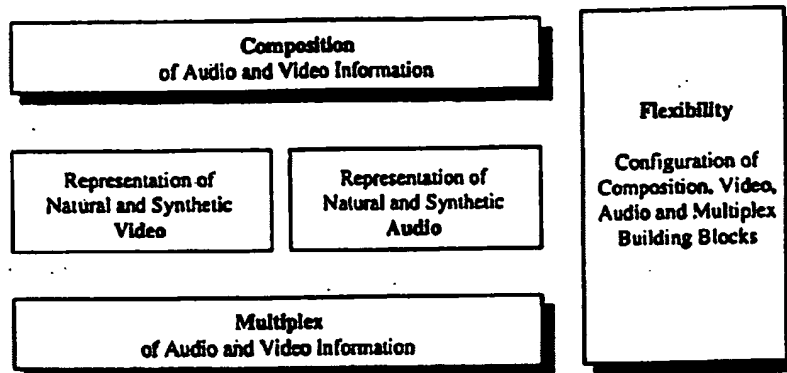 Composition
of Audio and Video Information
Representation of
Natural and Synthetic
Video
Representation of
Natural and Synthetic
Audio
Multiplex
of Audio and Video Information
Flexibility
Configuration of
Composition, Video,
Audio and Multiplex
Building Blocks